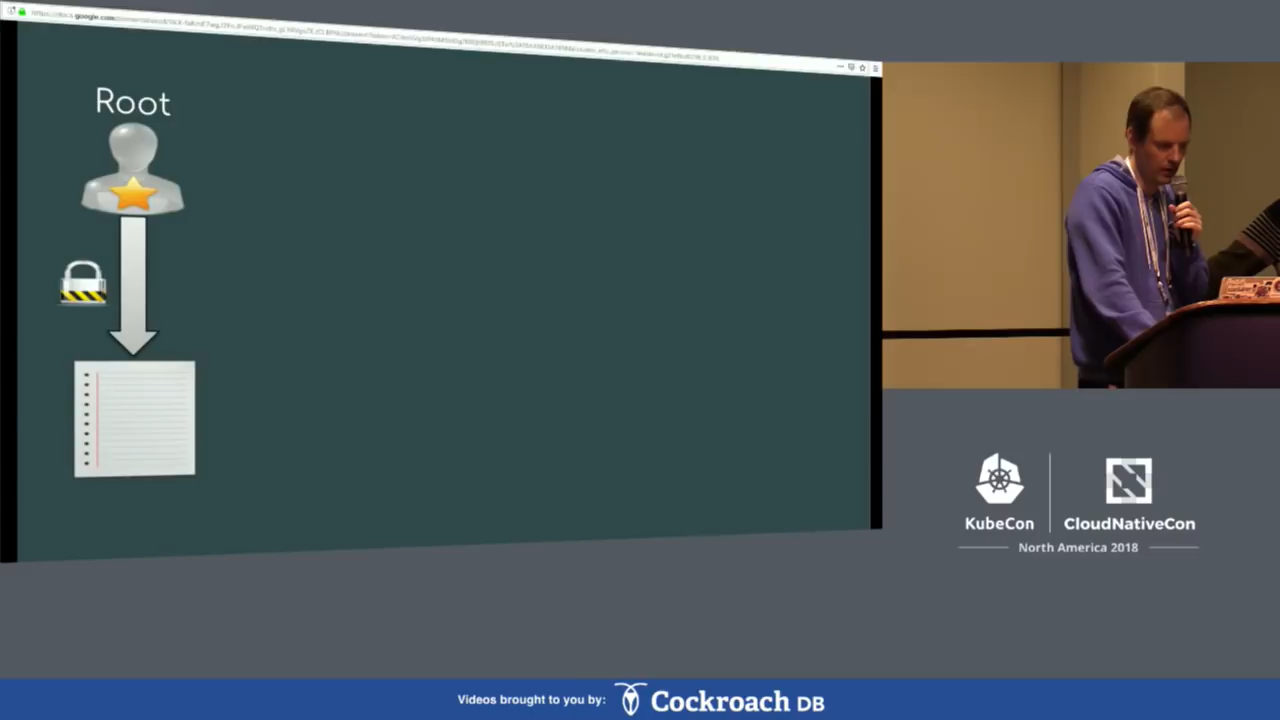 Root
KubeCon
CloudNativeCon
North America 2018
Videos brought to you by:
Cockroach DB